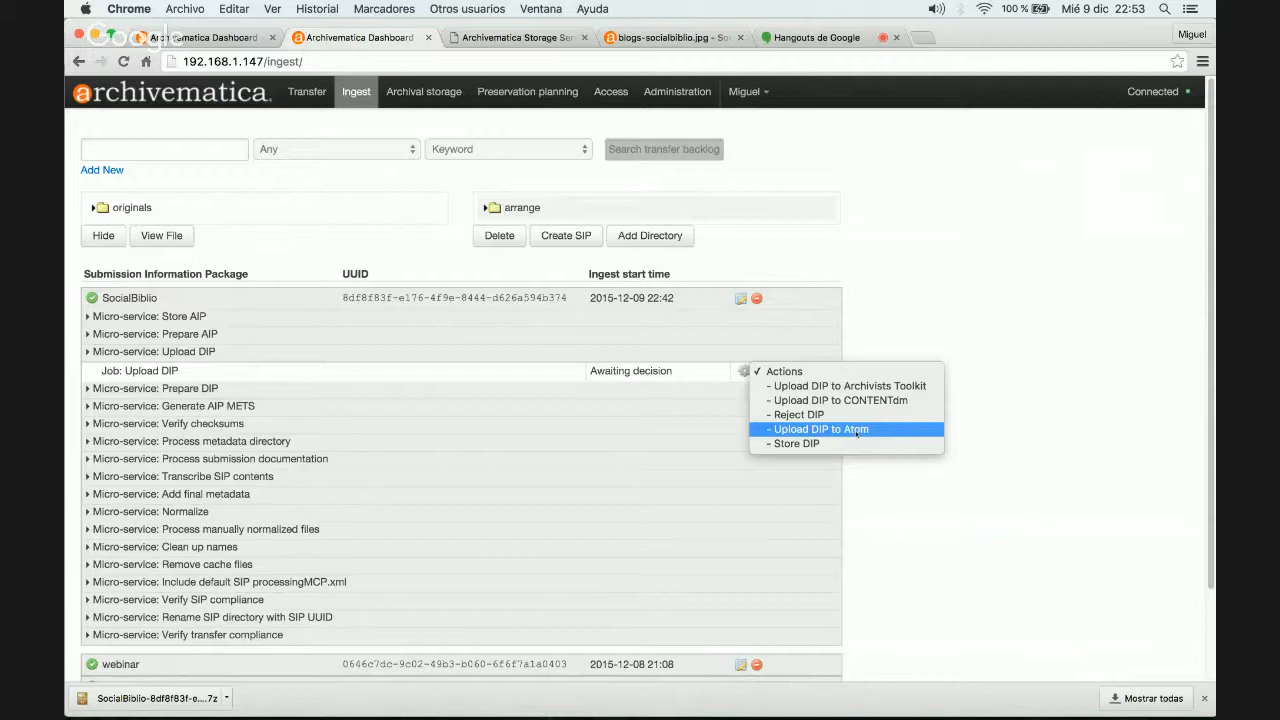 Chrome Archivo Editar Ver Historial Marcadores Otros usuarios Ventana Ayuda 100 % Mié 9 dic 22:53
Google
Archivematica Dashboard - Archivematica Dashboard Archivematica Storage Ser blogs-socialbiblio.jpg - So Hangouts de Google Miguel
192.168.1.147/ingest/
archivematica. Transfer Ingest Archival storage Preservation planning Access Administration Miguel Connected
Any Keyword Search transfer backlog
Add New
originals arrange
Hide View File Delete Create SIP Add Directory
Submission Information Package UUID Ingest start time
SocialBiblio 8df8f83f-e176-4f9e-8444-d626a594b374 2015-12-09 22:42
Micro-service: Store AIP
Micro-service: Prepare AIP
Micro-service: Upload DIP
Job: Upload DIP Awaiting decision ✓ Actions
- Upload DIP to Archivists Toolkit
- Upload DIP to CONTENTdm
- Reject DIP
- Upload DIP to Atom
- Store DIP
Micro-service: Prepare DIP
Micro-service: Generate AIP METS
Micro-service: Verify checksums
Micro-service: Process metadata directory
Micro-service: Process submission documentation
Micro-service: Transcribe SIP contents
Micro-service: Add final metadata
Micro-service: Normalize
Micro-service: Process manually normalized files
Micro-service: Clean up names
Micro-service: Remove cache files
Micro-service: Include default SIP processingMCP.xml
Micro-service: Verify SIP compliance
Micro-service: Rename SIP directory with SIP UUID
Micro-service: Verify transfer compliance
webinar 0646c7dc-9c02-49b3-b060-6f6f7a1a0403 2015-12-08 21:08
SocialBiblio-8df8f83f-e....7z Mostrar todas